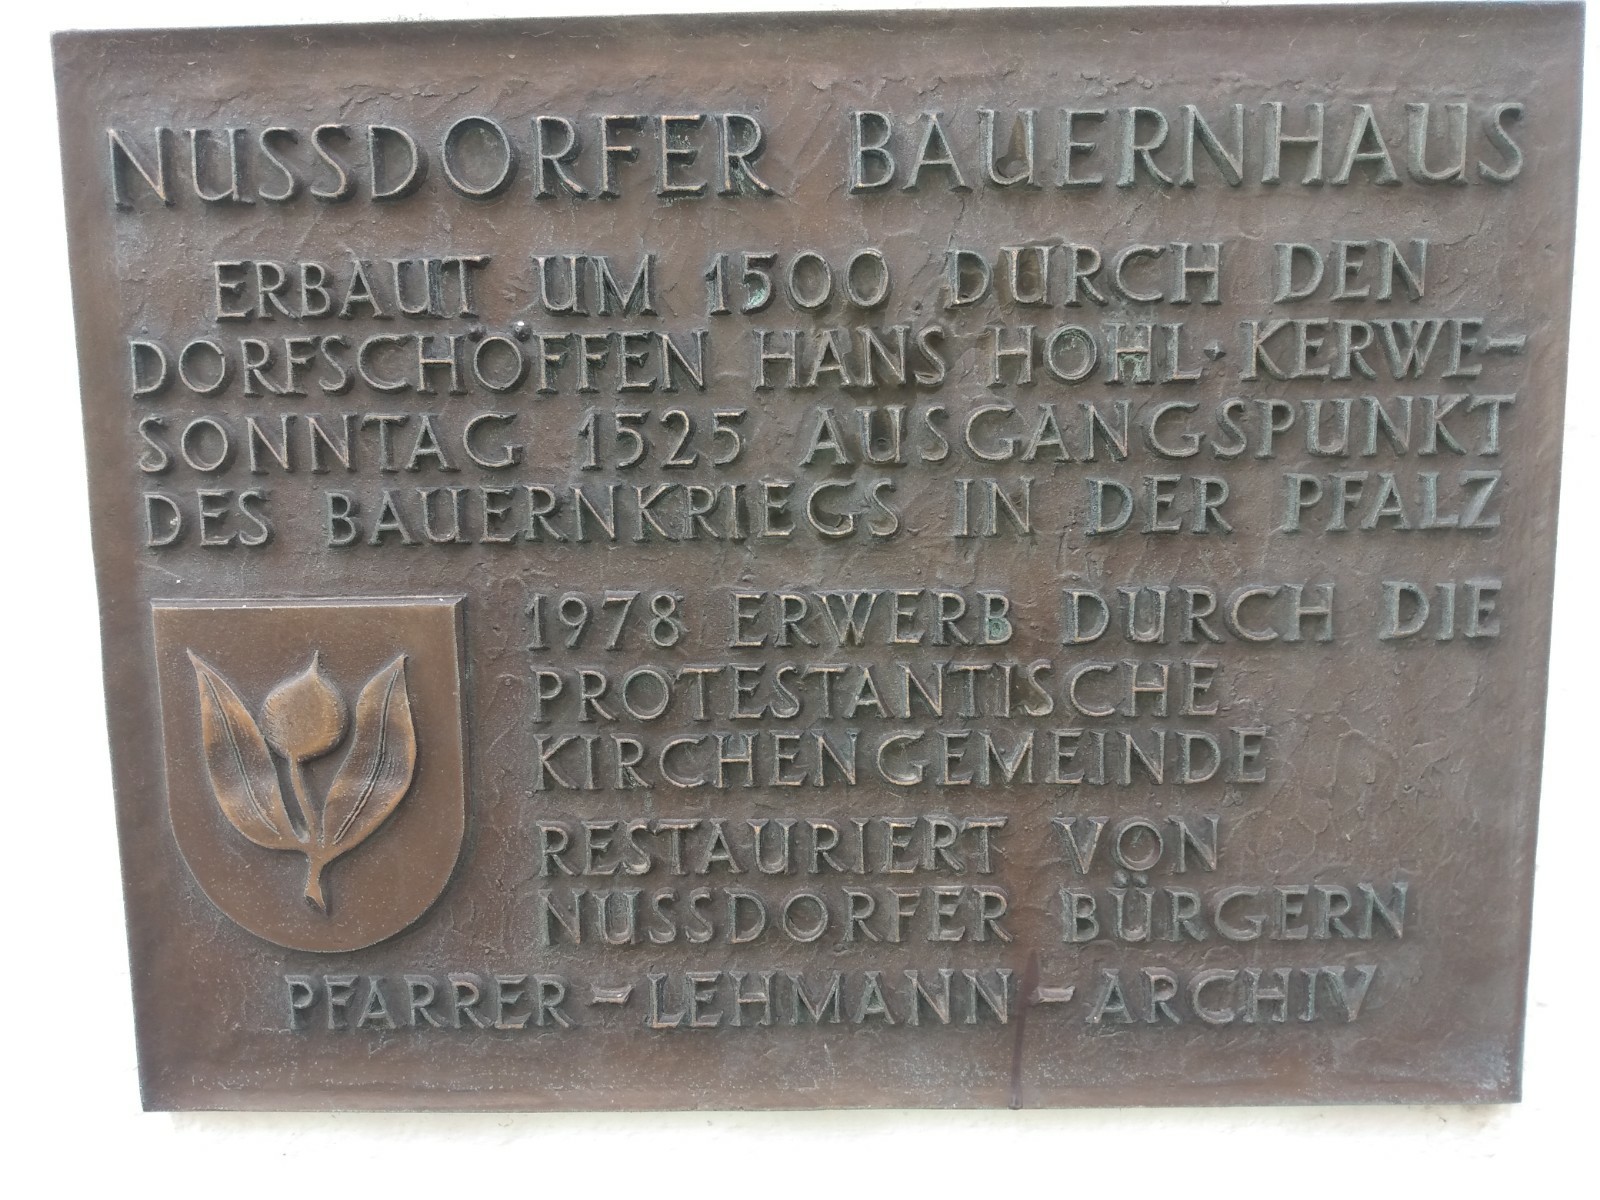 NUSSDORFER BAUERNHAUS
ERBAUT UM 1500 DURCH DEN
DORFSCHÖFFEN HANS HOHL · KERWE-
SONNTAG 1525 AUSGANGSPUNKT
DES BAUERNKRIEGS IN DER PFALZ
1978 ERWERB DURCH DIE
PROTESTANTISCHE
KIRCHENGEMEINDE
RESTAURIERT VON
NUSSDORFER BÜRGERN
PFARRER-LEHMANN-ARCHIV